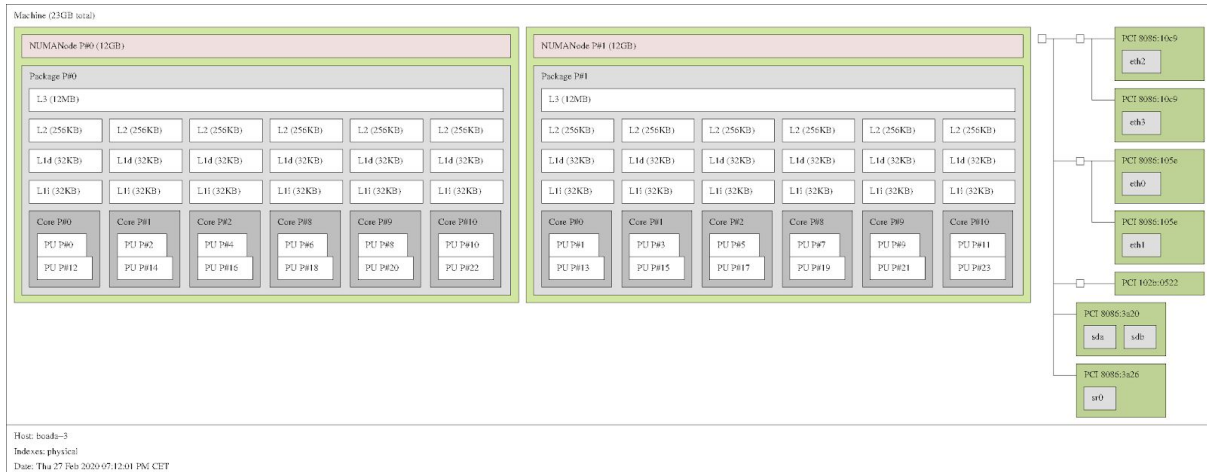 Machine (23GB total)
NUMANode P#0 (12GB)
Package P#0
L3 (12MB)
L2 (256KB) L2 (256KB) L2 (256KB) L2 (256KB) L2 (256KB) L2 (256KB)
L1d (32KB) L1d (32KB) L1d (32KB) L1d (32KB) L1d (32KB) L1d (32KB)
L1i (32KB) L1i (32KB) L1i (32KB) L1i (32KB) L1i (32KB) L1i (32KB)
Core P#0 Core P#1 Core P#2 Core P#8 Core P#9 Core P#10
PU P#0 PU P#2 PU P#4 PU P#6 PU P#8 PU P#10
PU P#12 PU P#14 PU P#16 PU P#18 PU P#20 PU P#22
NUMANode P#1 (12GB)
Package P#1
L3 (12MB)
L2 (256KB) L2 (256KB) L2 (256KB) L2 (256KB) L2 (256KB) L2 (256KB)
L1d (32KB) L1d (32KB) L1d (32KB) L1d (32KB) L1d (32KB) L1d (32KB)
L1i (32KB) L1i (32KB) L1i (32KB) L1i (32KB) L1i (32KB) L1i (32KB)
Core P#0 Core P#1 Core P#2 Core P#8 Core P#9 Core P#10
PU P#1 PU P#3 PU P#5 PU P#7 PU P#9 PU P#11
PU P#13 PU P#15 PU P#17 PU P#19 PU P#21 PU P#23
PCI 8086:10c9
eth2
PCI 8086:10c9
eth3
PCI 8086:105e
eth0
PCI 8086:105e
eth1
PCI 102b:0522
PCI 8086:3a20
sda sdb
PCI 8086:3a26
sr0
Host: boada-3
Indexes: physical
Date: Thu 27 Feb 2020 07:12:01 PM CET